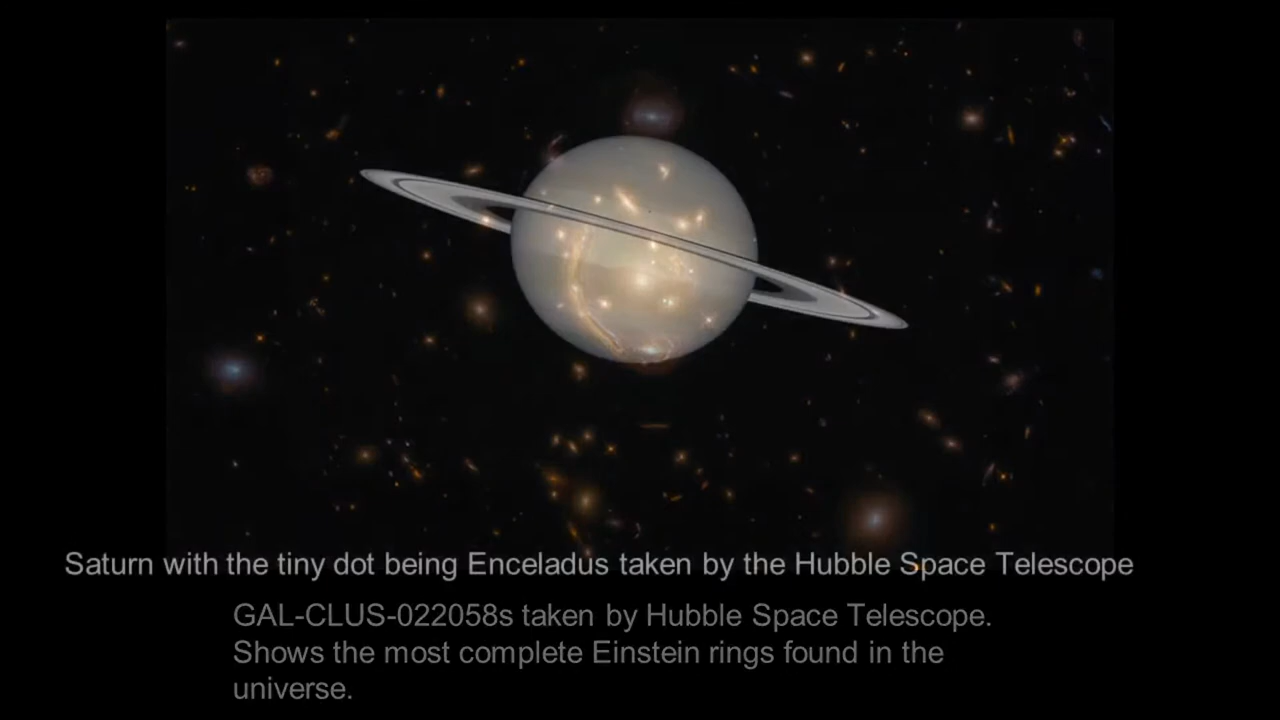 Saturn with the tiny dot being Enceladus taken by the Hubble Space Telescope
GAL-CLUS-022058s taken by Hubble Space Telescope.
Shows the most complete Einstein rings found in the
universe.